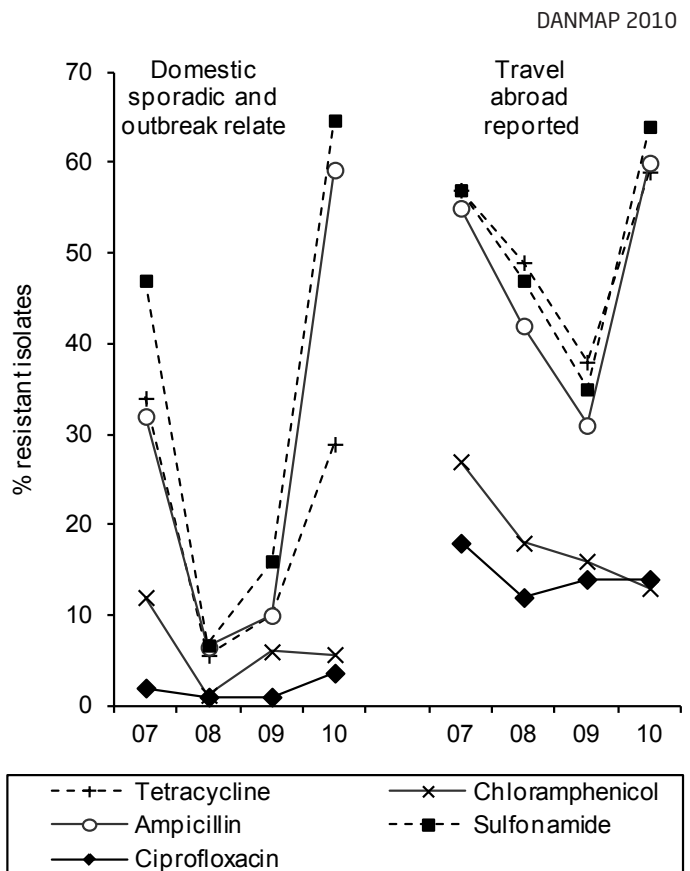 DANMAP 2010
Domestic
sporadic and
outbreak relate
Travel
abroad
reported
% resistant isolates
70
60
50
40
30
20
10
0
07 08 09 10 07 08 09 10
Tetracycline Chloramphenicol
Ampicillin Sulfonamide
Ciprofloxacin